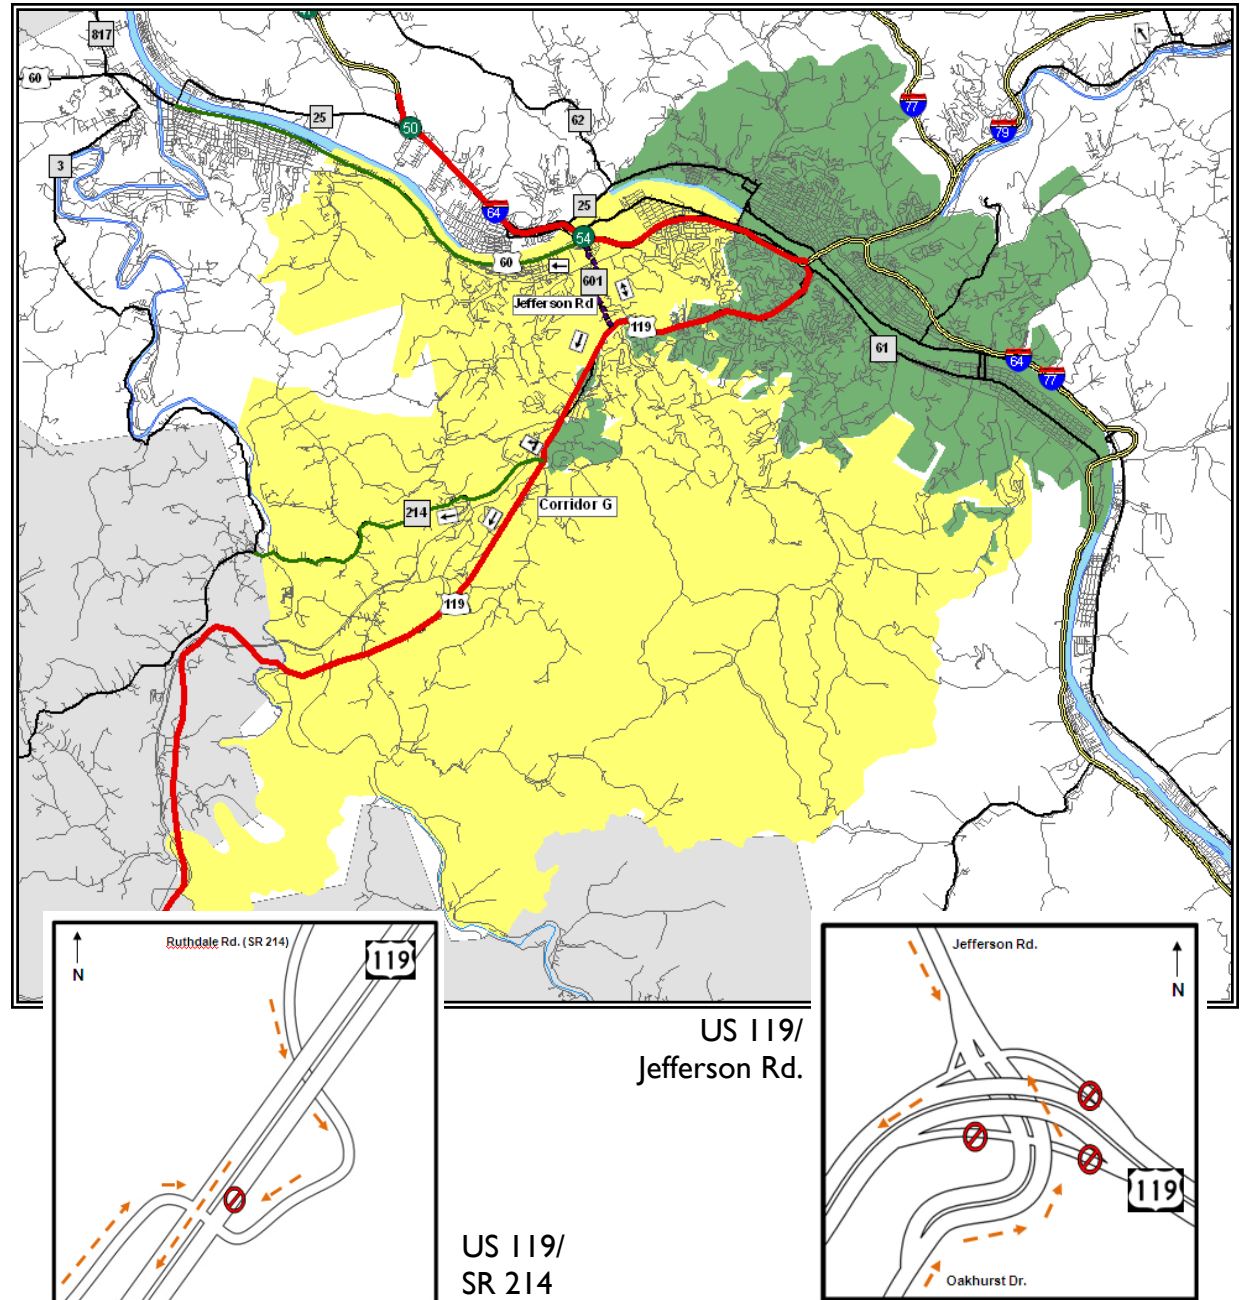 817
60
25
62
77
79
50
3
64
25
54
60
601
Jefferson Rd
119
61
64
77
214
Corridor G
119
Ruthdale Rd. (SR 214)
119
N
US 119/
SR 214
US 119/
Jefferson Rd.
Jefferson Rd.
N
119
Oakhurst Dr.